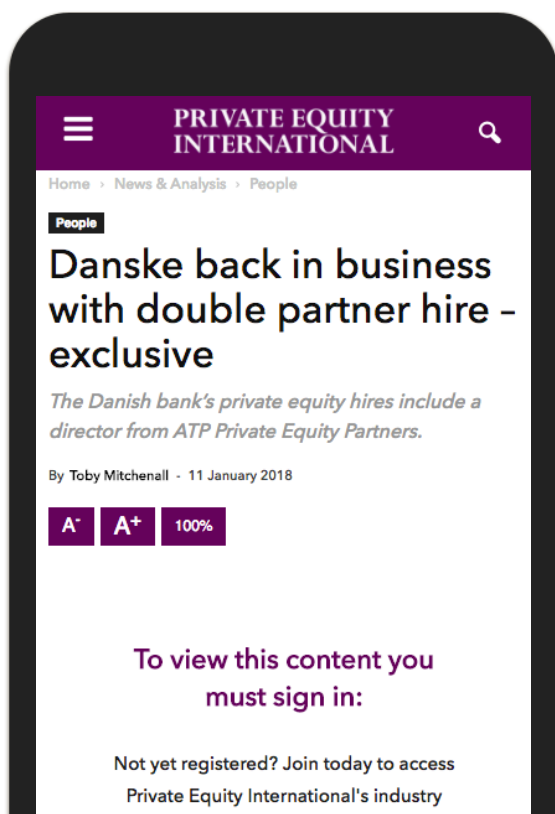 PRIVATE EQUITY
INTERNATIONAL
Home › News & Analysis › People
People
Danske back in business
with double partner hire –
exclusive
The Danish bank's private equity hires include a
director from ATP Private Equity Partners.
By Toby Mitchenall - 11 January 2018
A- A+ 100%
To view this content you
must sign in:
Not yet registered? Join today to access
Private Equity International's industry